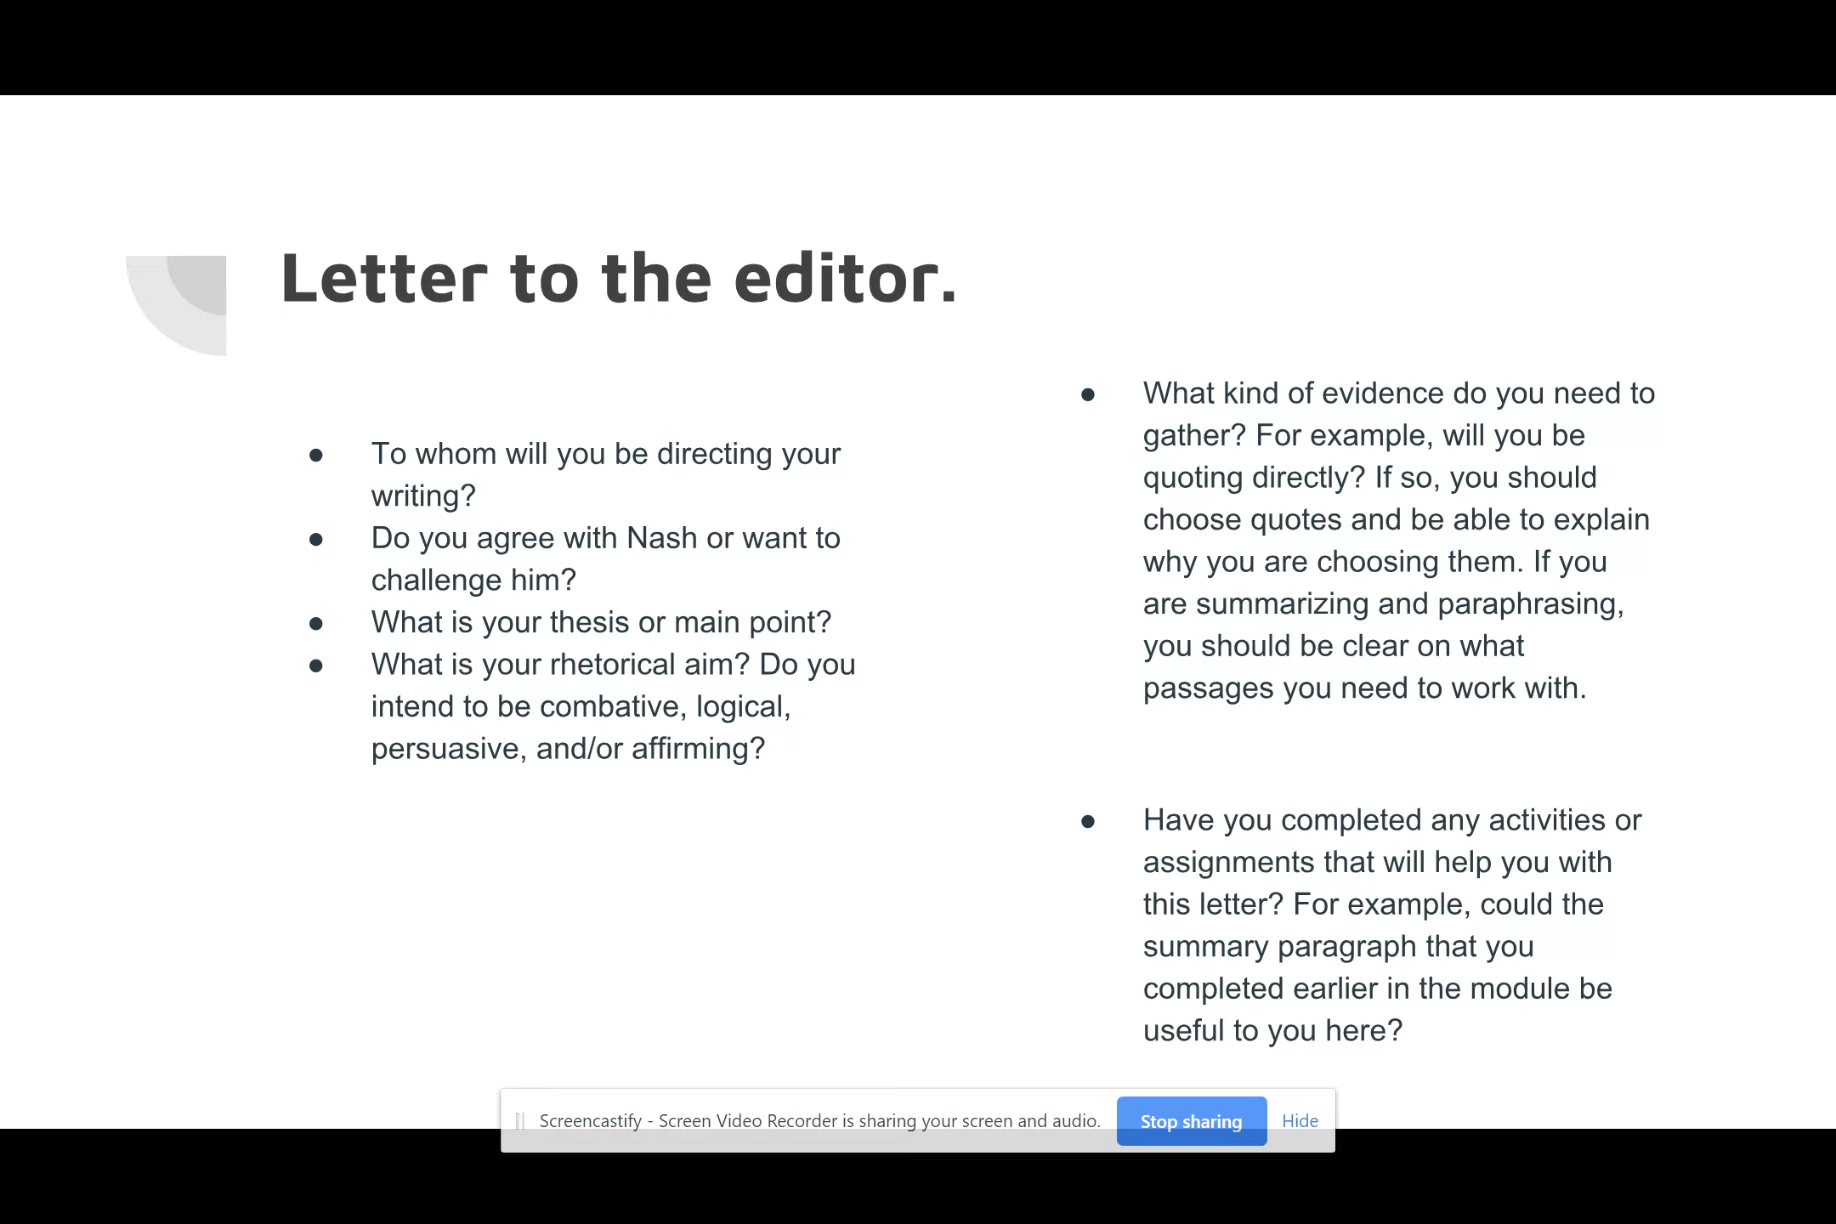 Letter to the editor.
● To whom will you be directing your
writing?
● Do you agree with Nash or want to
challenge him?
● What is your thesis or main point?
● What is your rhetorical aim? Do you
intend to be combative, logical,
persuasive, and/or affirming?
● What kind of evidence do you need to
gather? For example, will you be
quoting directly? If so, you should
choose quotes and be able to explain
why you are choosing them. If you
are summarizing and paraphrasing,
you should be clear on what
passages you need to work with.
● Have you completed any activities or
assignments that will help you with
this letter? For example, could the
summary paragraph that you
completed earlier in the module be
useful to you here?
Screencastify - Screen Video Recorder is sharing your screen and audio. Stop sharing Hide